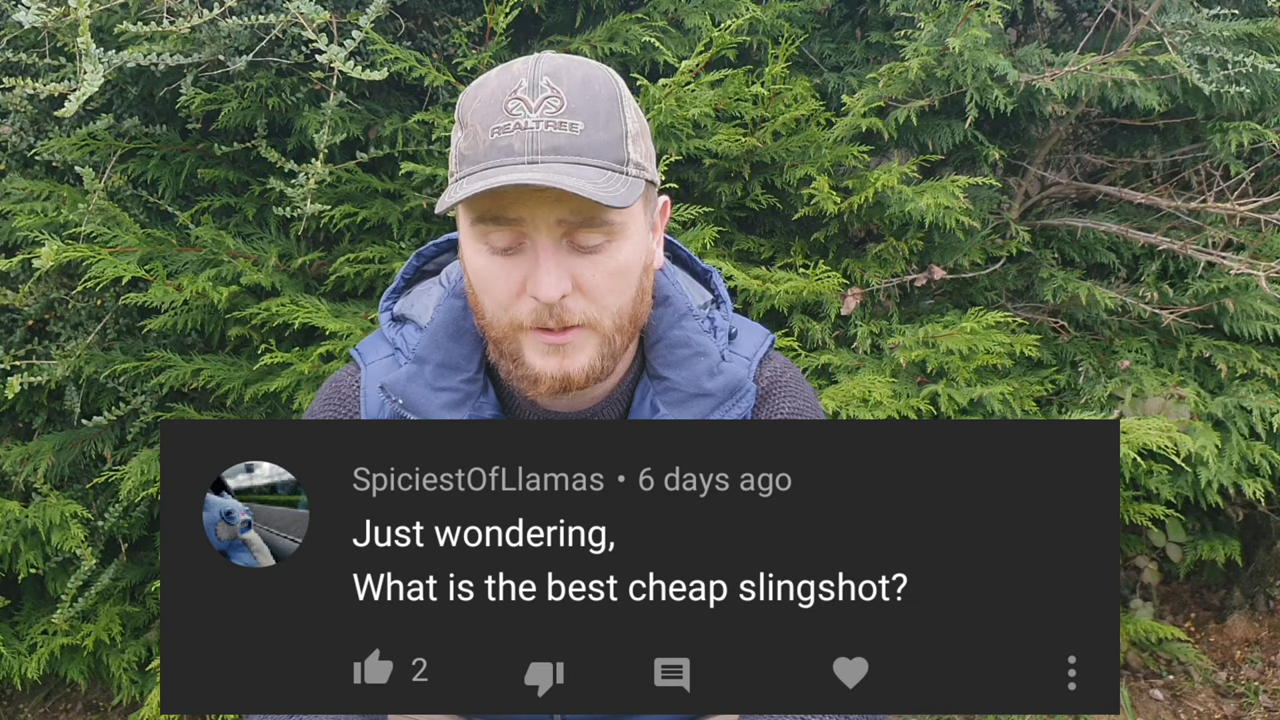 REALTREE
SpiciestOfLlamas • 6 days ago
Just wondering,
What is the best cheap slingshot?
2